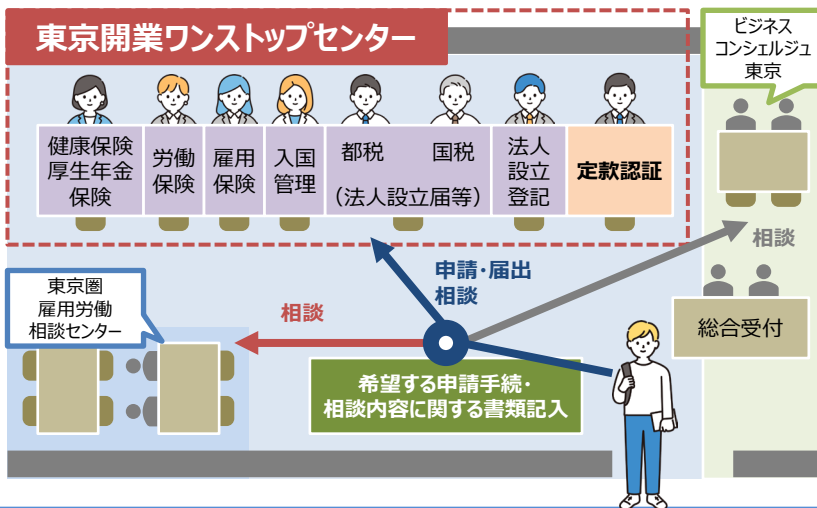 東京開業ワンストップセンター
ビジネス
コンシェルジュ
東京
健康保険
厚生年金
保険
労働
保険
雇用
保険
入国
管理
都税 国税
(法人設立届等)
法人
設立
登記
定款認証
相談
申請・届出
相談
東京圏
雇用労働
相談センター
相談
総合受付
希望する申請手続・
相談内容に関する書類記入